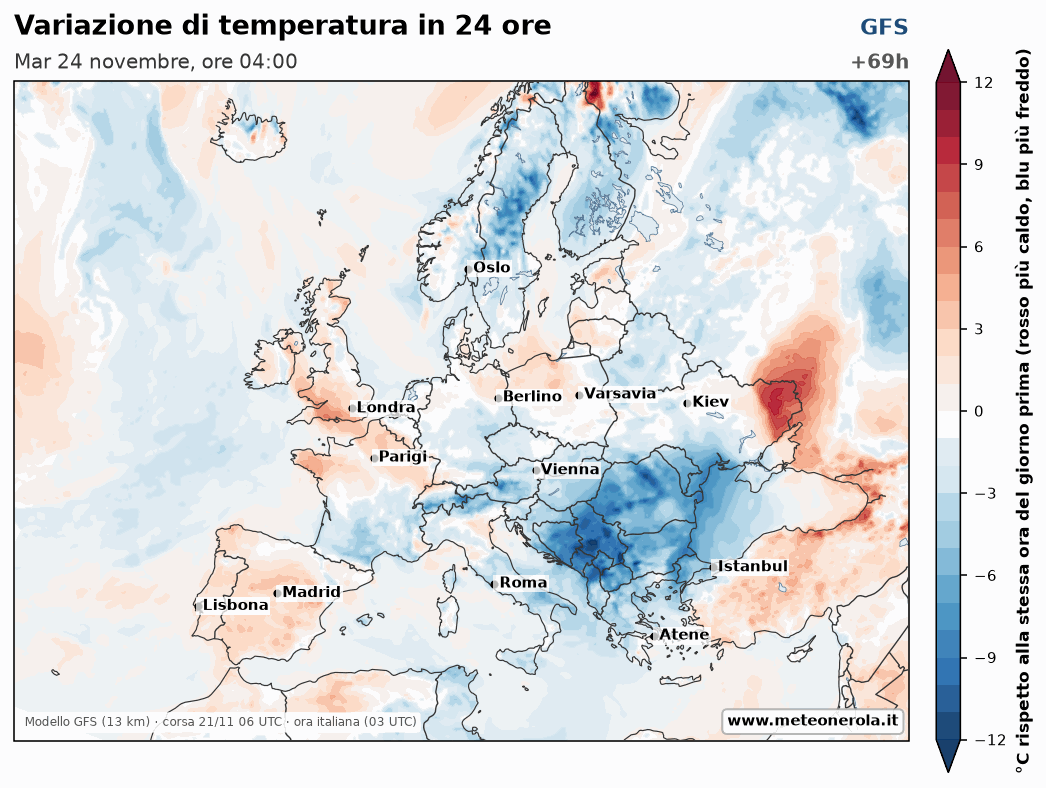 Variazione di temperatura in 24 ore
GFS
Mar 24 novembre, ore 04:00
+69h
Oslo
Londra
Berlino
Varsavia
Kiev
Parigi
Vienna
Istanbul
Roma
Madrid
Lisbona
Atene
Modello GFS (13 km) · corsa 21/11 06 UTC · ora italiana (03 UTC)
www.meteonerola.it
12
9
6
3
0
−3
−6
−9
−12
°C rispetto alla stessa ora del giorno prima (rosso più caldo, blu più freddo)